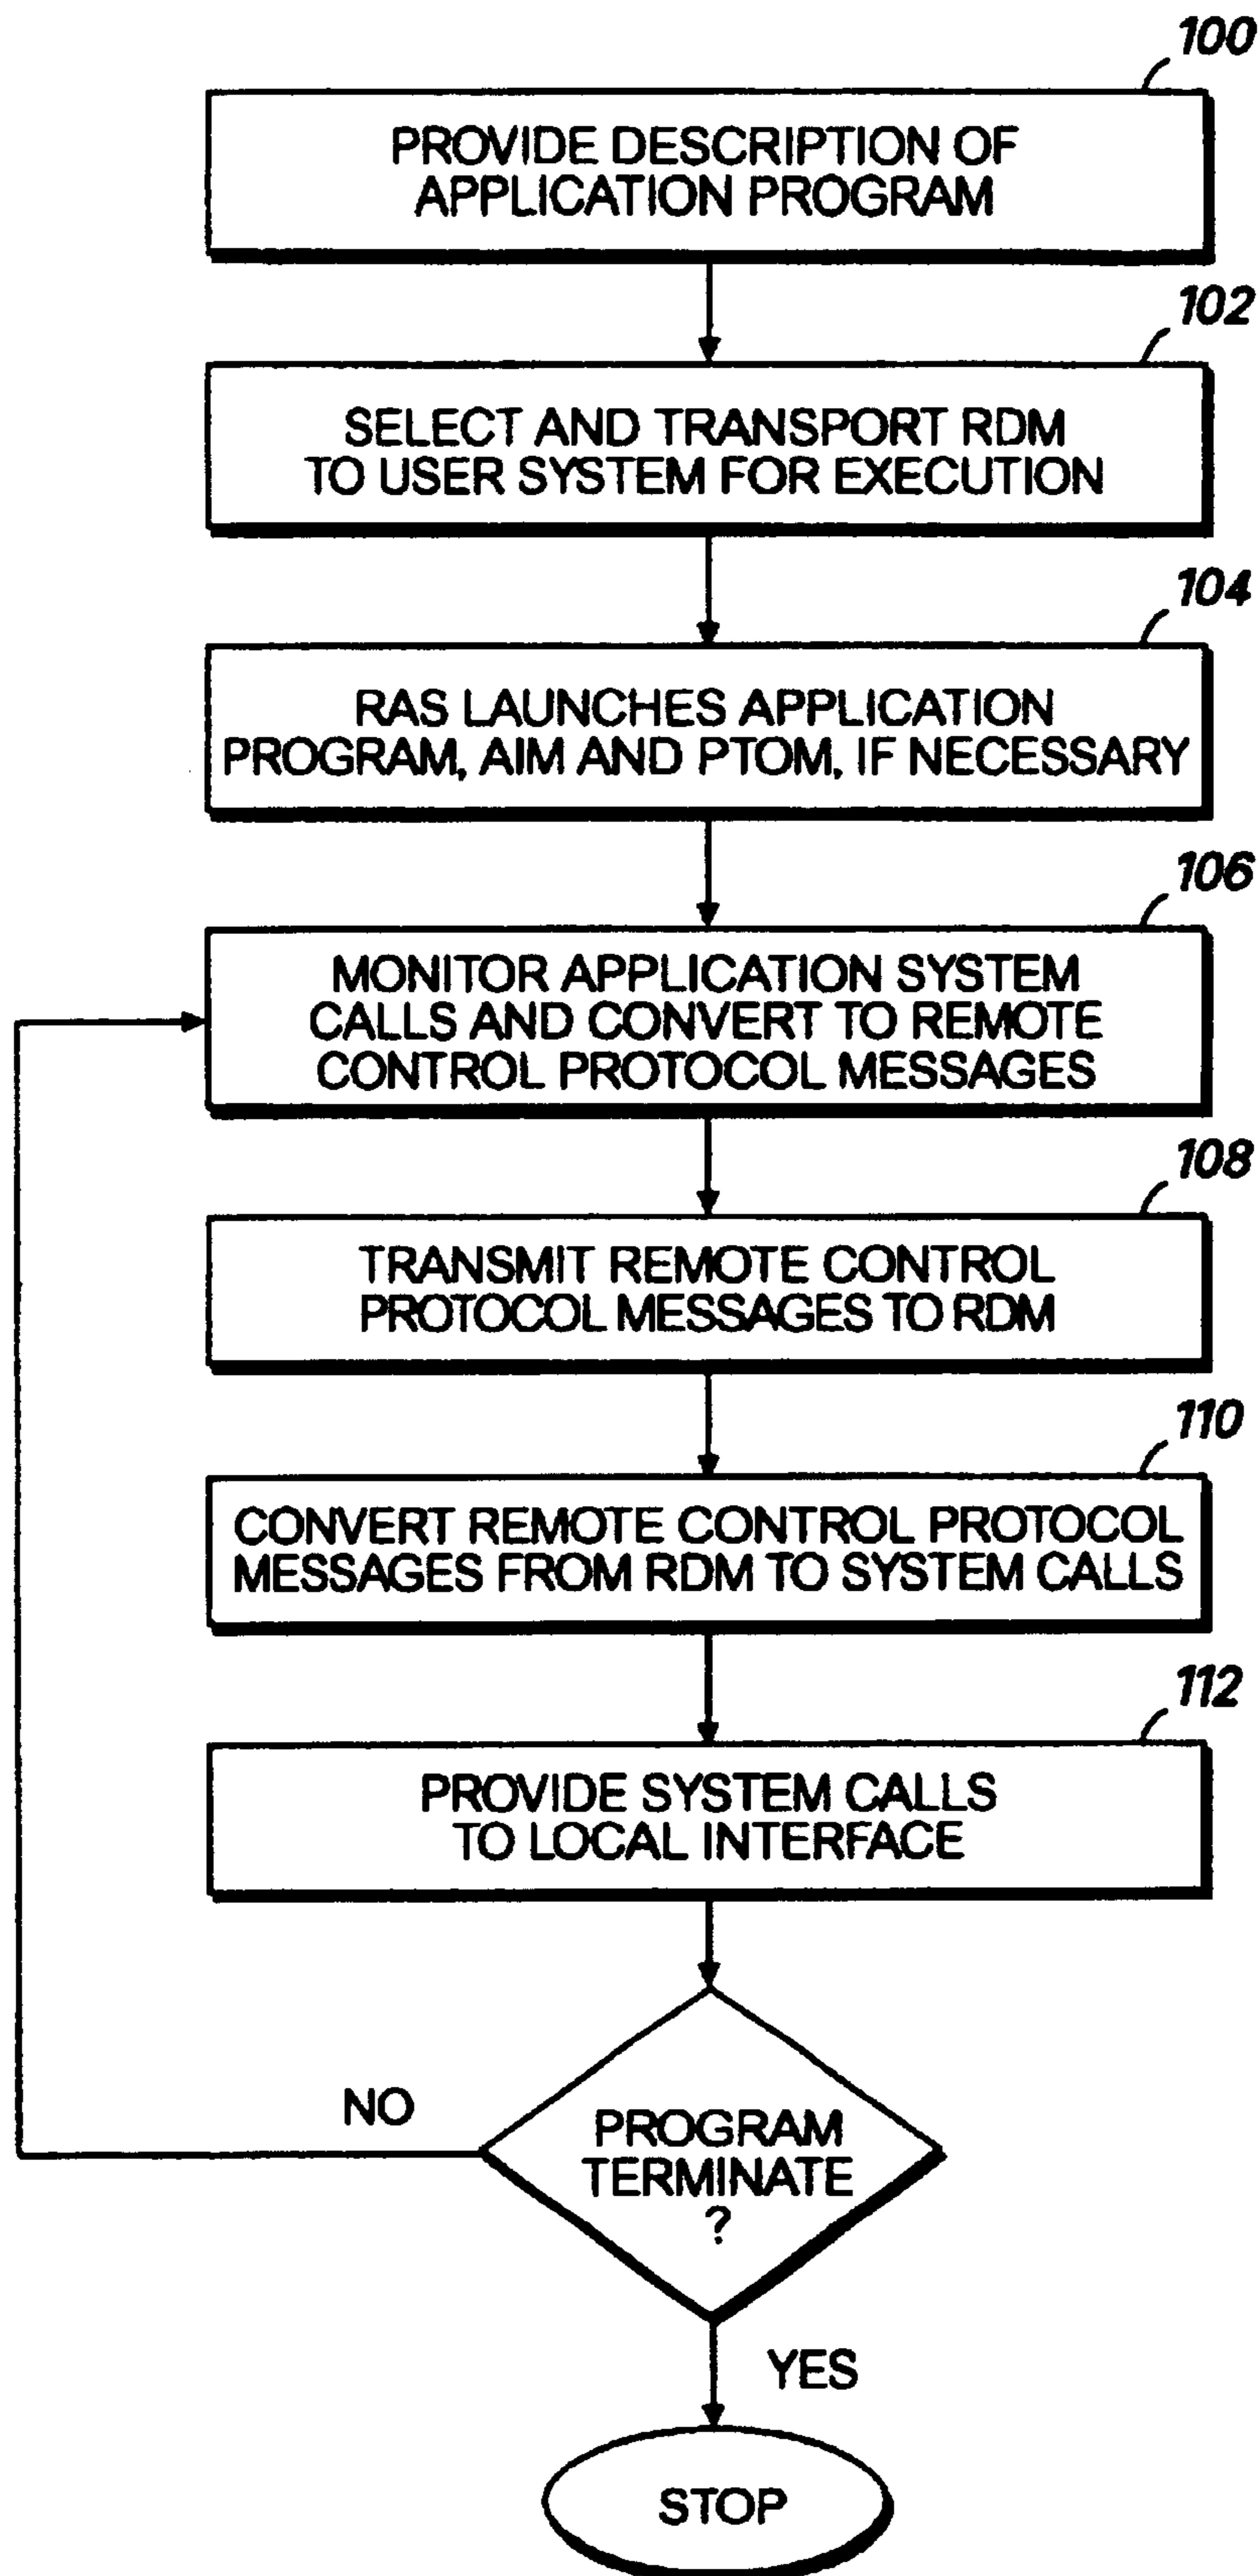 100
PROVIDE DESCRIPTION OF
APPLICATION PROGRAM
102
SELECT AND TRANSPORT RDM
TO USER SYSTEM FOR EXECUTION
104
RAS LAUNCHES APPLICATION
PROGRAM, AIM AND PTOM, IF NECESSARY
106
MONITOR APPLICATION SYSTEM
CALLS AND CONVERT TO REMOTE
CONTROL PROTOCOL MESSAGES
108
TRANSMIT REMOTE CONTROL
PROTOCOL MESSAGES TO RDM
110
CONVERT REMOTE CONTROL PROTOCOL
MESSAGES FROM RDM TO SYSTEM CALLS
112
PROVIDE SYSTEM CALLS
TO LOCAL INTERFACE
NO
PROGRAM
TERMINATE
?
YES
STOP